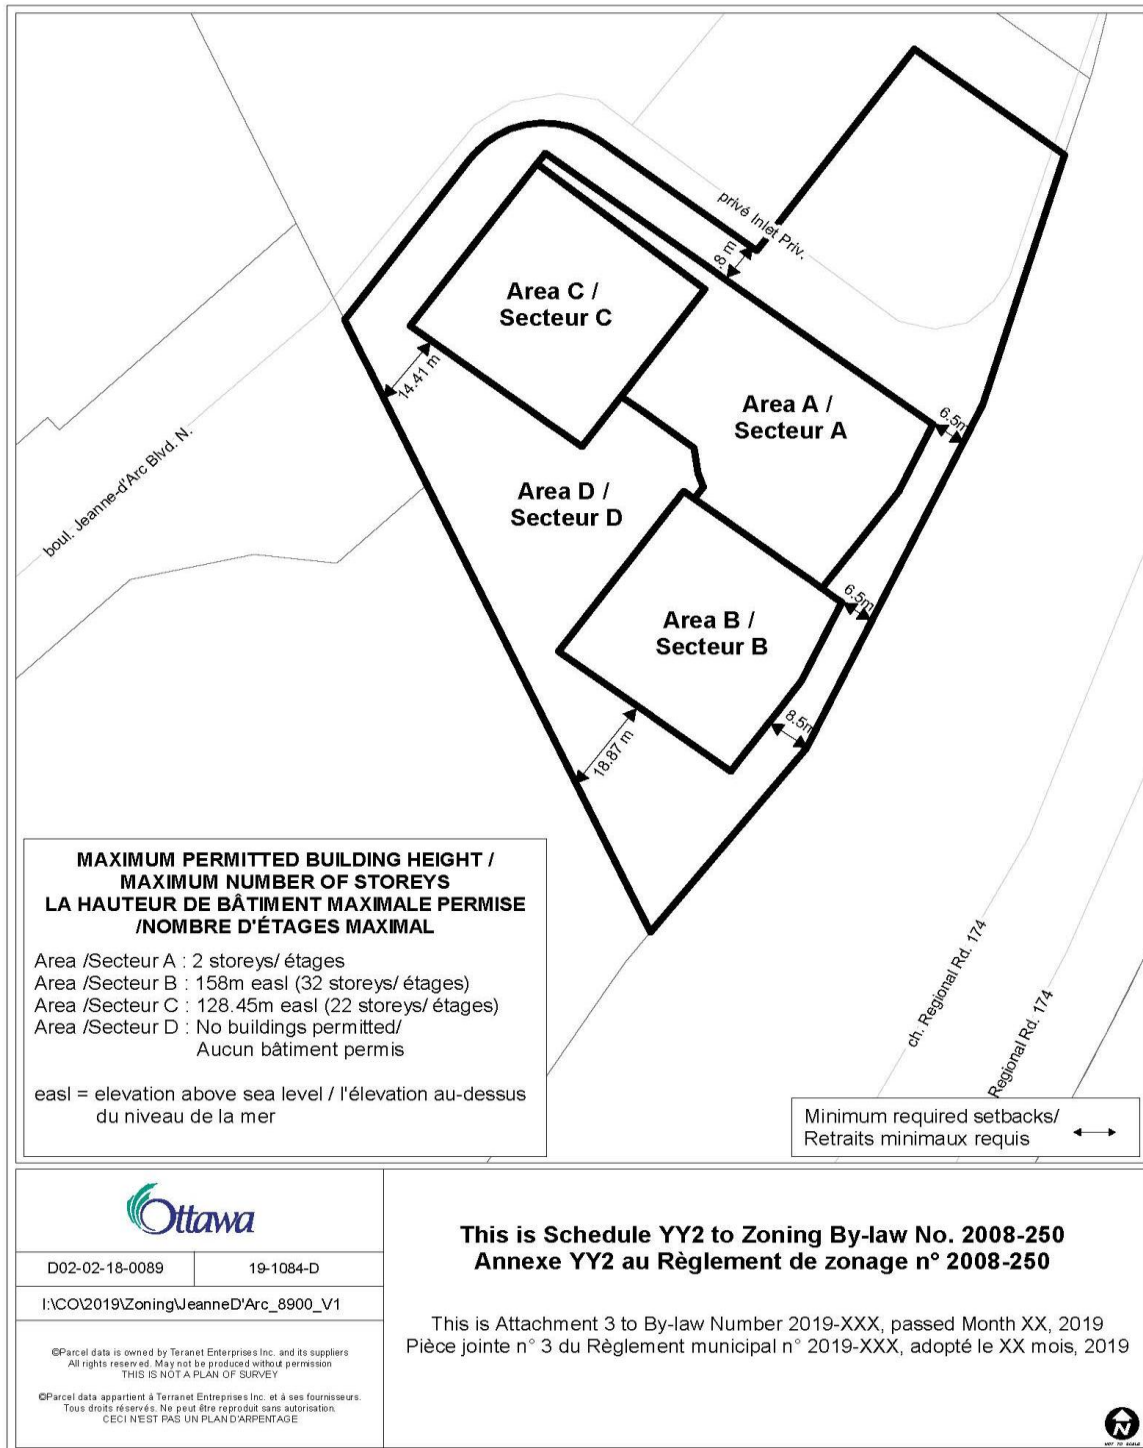 privé Inlet Priv.
.8 m
Area C /
Secteur C
14.41 m
Area A /
Secteur A
6.5m
boul. Jeanne-d'Arc Blvd. N.
Area D /
Secteur D
6.5m
Area B /
Secteur B
8.5m
18.87 m
ch. Regional Rd. 174
Regional Rd. 174
MAXIMUM PERMITTED BUILDING HEIGHT /
MAXIMUM NUMBER OF STOREYS
LA HAUTEUR DE BÂTIMENT MAXIMALE PERMISE
/NOMBRE D'ÉTAGES MAXIMAL
Area /Secteur A : 2 storeys/ étages
Area /Secteur B : 158m easl (32 storeys/ étages)
Area /Secteur C : 128.45m easl (22 storeys/ étages)
Area /Secteur D : No buildings permitted/
Aucun bâtiment permis
easl = elevation above sea level / l'élevation au-dessus
du niveau de la mer
Minimum required setbacks/
Retraits minimaux requis
Ottawa
D02-02-18-0089
19-1084-D
I:\CO\2019\Zoning\JeanneD'Arc_8900_V1
©Parcel data is owned by Teranet Enterprises Inc. and its suppliers
All rights reserved. May not be produced without permission
THIS IS NOT A PLAN OF SURVEY
©Parcel data appartient à Terranet Entreprises Inc. et à ses fournisseurs.
Tous droits réservés. Ne peut être reproduit sans autorisation.
CECI N'EST PAS UN PLAN D'ARPENTAGE
This is Schedule YY2 to Zoning By-law No. 2008-250
Annexe YY2 au Règlement de zonage n° 2008-250
This is Attachment 3 to By-law Number 2019-XXX, passed Month XX, 2019
Pièce jointe n° 3 du Règlement municipal n° 2019-XXX, adopté le XX mois, 2019
N
NOT TO SCALE